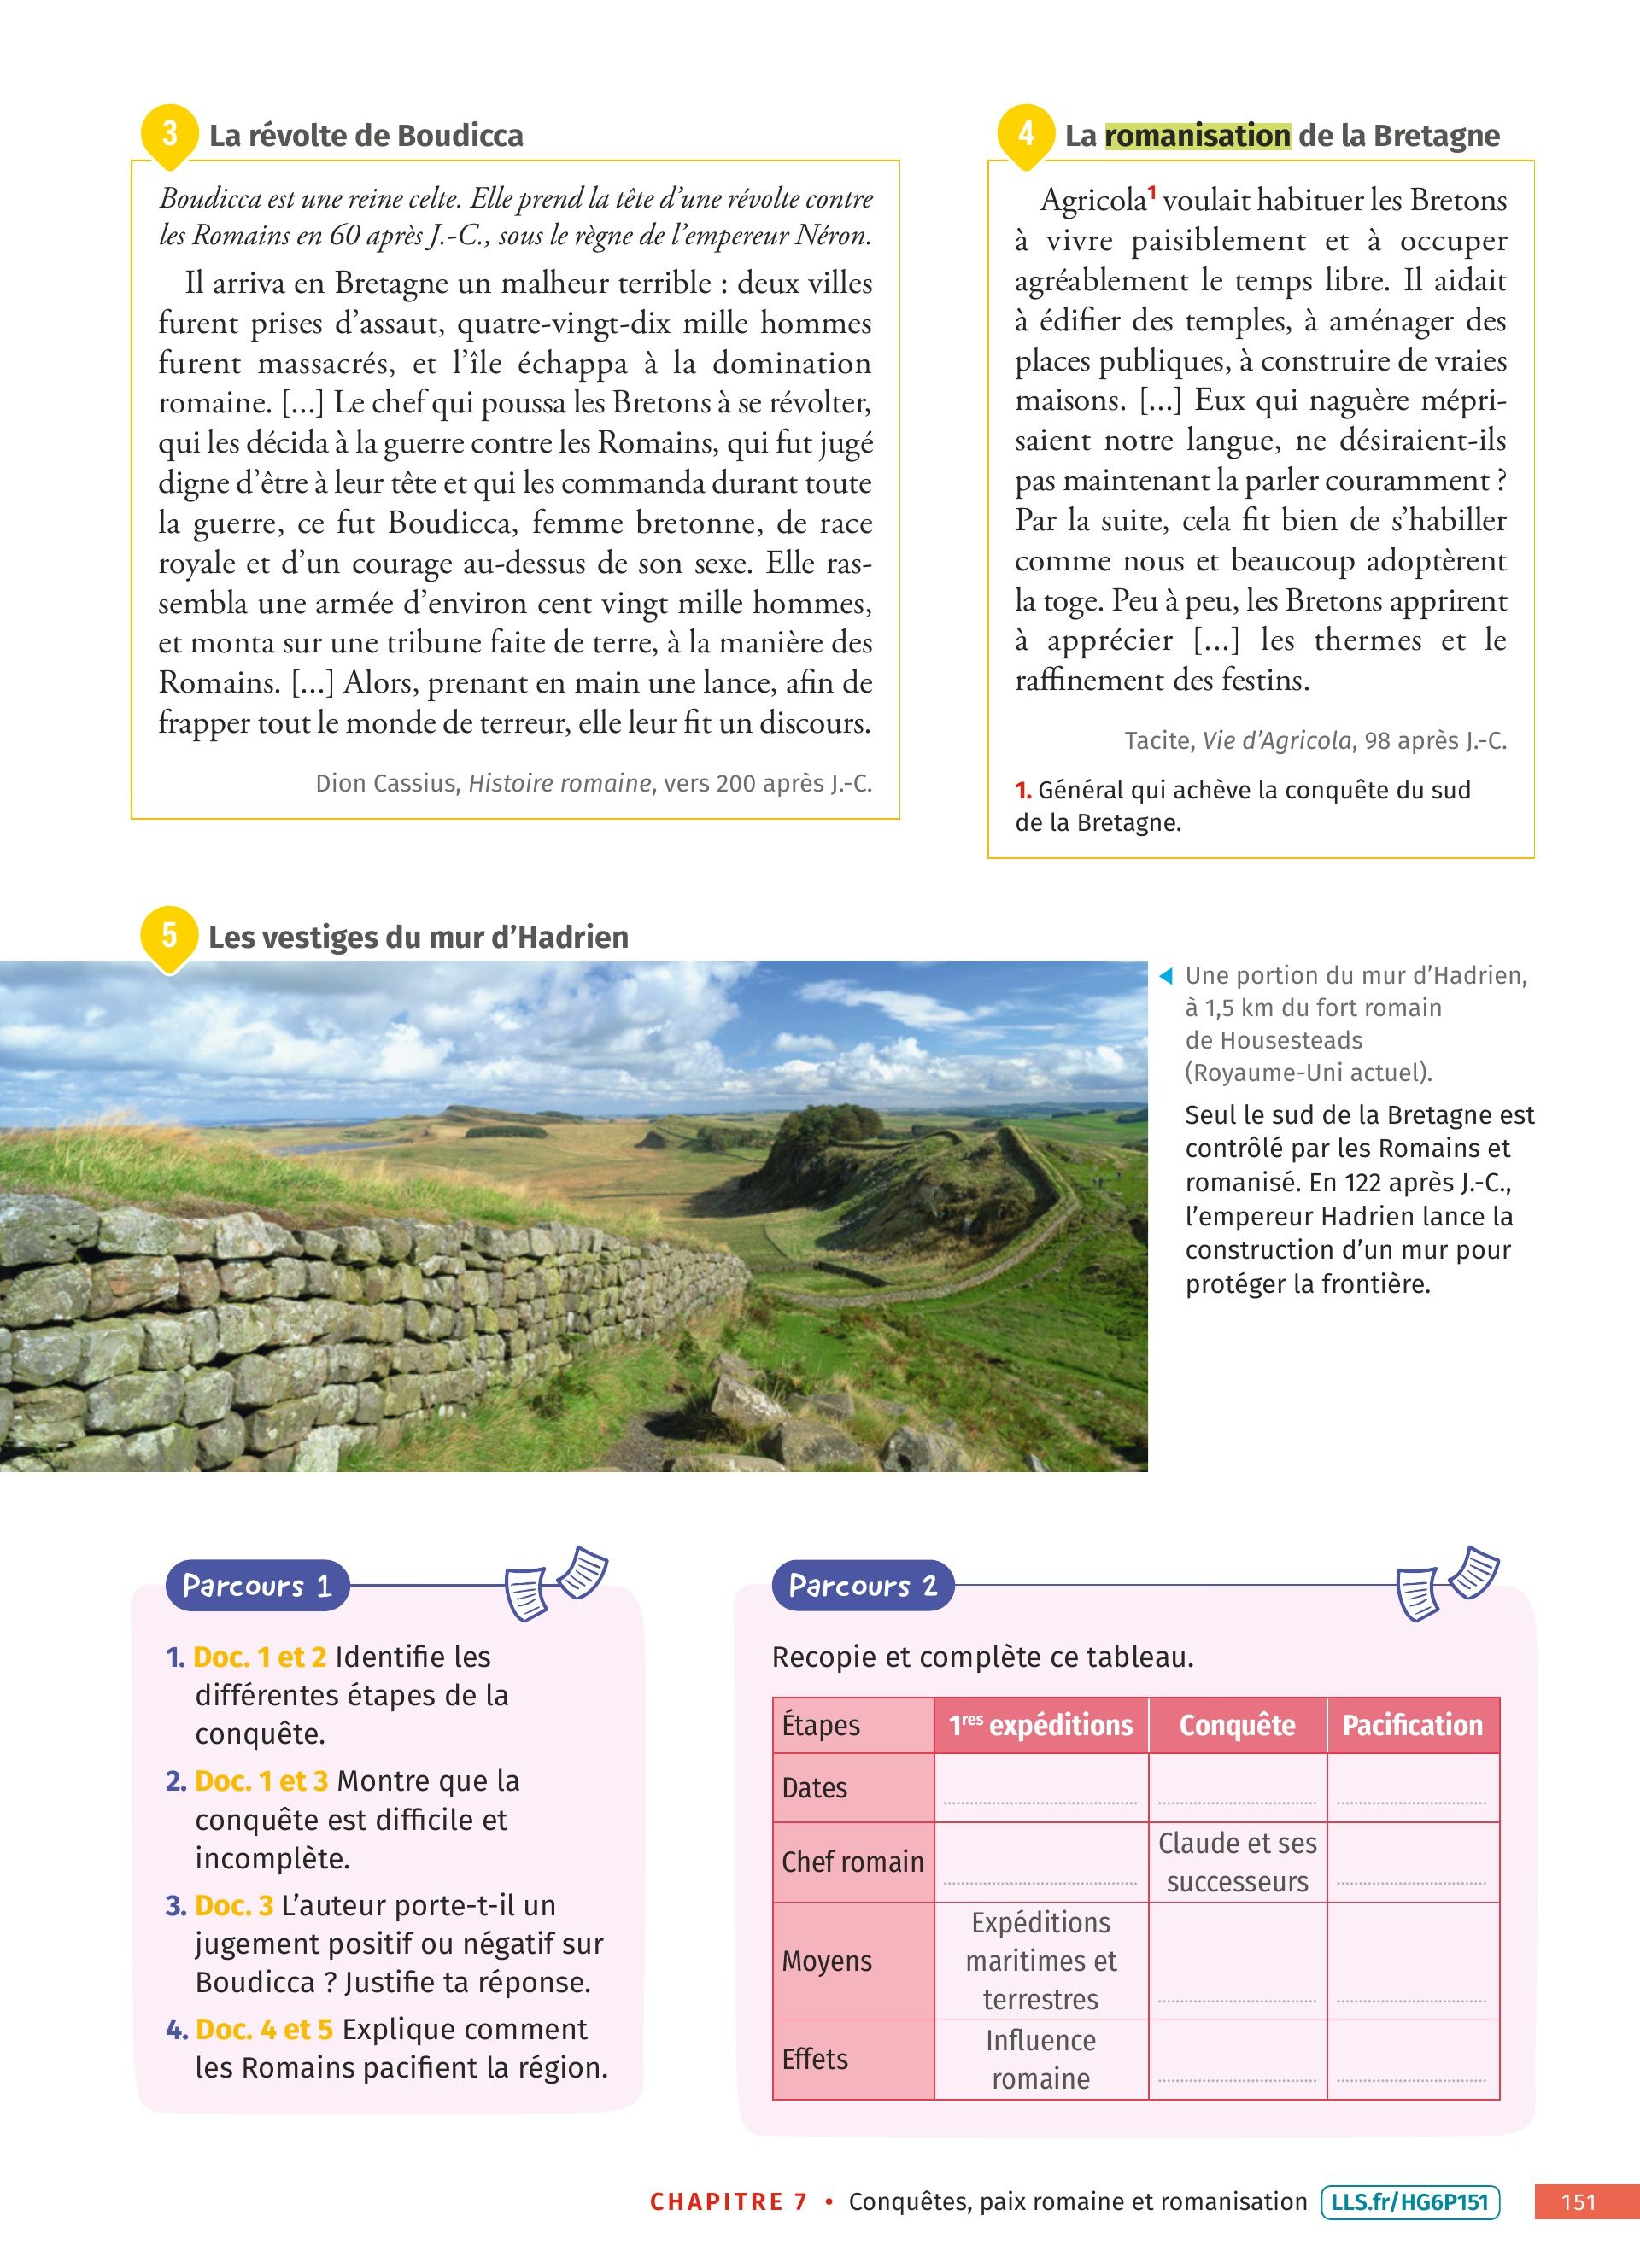 3 La révolte de Boudicca
Boudicca est une reine celte. Elle prend la tête d'une révolte contre
les Romains en 60 après J.-C., sous le règne de l'empereur Néron.
Il arriva en Bretagne un malheur terrible : deux villes
furent prises d'assaut, quatre-vingt-dix mille hommes
furent massacrés, et l'île échappa à la domination
romaine. [...] Le chef qui poussa les Bretons à se révolter,
qui les décida à la guerre contre les Romains, qui fut jugé
digne d'être à leur tête et qui les commanda durant toute
la guerre, ce fut Boudicca, femme bretonne, de race
royale et d'un courage au-dessus de son sexe. Elle ras-
sembla une armée d'environ cent vingt mille hommes,
et monta sur une tribune faite de terre, à la manière des
Romains. [...] Alors, prenant en main une lance, afin de
frapper tout le monde de terreur, elle leur fit un discours.
Dion Cassius, Histoire romaine, vers 200 après J.-C.
4 La romanisation de la Bretagne
Agricola1 voulait habituer les Bretons
à vivre paisiblement et à occuper
agréablement le temps libre. Il aidait
à édifier des temples, à aménager des
places publiques, à construire de vraies
maisons. [...] Eux qui naguère mépri-
saient notre langue, ne désiraient-ils
pas maintenant la parler couramment ?
Par la suite, cela fit bien de s'habiller
comme nous et beaucoup adoptèrent
la toge. Peu à peu, les Bretons apprirent
à apprécier [...] les thermes et le
raffinement des festins.
Tacite, Vie d'Agricola, 98 après J.-C.
1. Général qui achève la conquête du sud
de la Bretagne.
5 Les vestiges du mur d'Hadrien
Une portion du mur d'Hadrien,
à 1,5 km du fort romain
de Housesteads
(Royaume-Uni actuel).
Seul le sud de la Bretagne est
contrôlé par les Romains et
romanisé. En 122 après J.-C.,
l'empereur Hadrien lance la
construction d'un mur pour
protéger la frontière.
Parcours 1
1. Doc. 1 et 2 Identifie les
différentes étapes de la
conquête.
2. Doc. 1 et 3 Montre que la
conquête est difficile et
incomplète.
3. Doc. 3 L'auteur porte-t-il un
jugement positif ou négatif sur
Boudicca ? Justifie ta réponse.
4. Doc. 4 et 5 Explique comment
les Romains pacifient la région.
Parcours 2
Recopie et complète ce tableau.
Étapes 1res expéditions Conquête Pacification
Dates
Chef romain Claude et ses
successeurs
Moyens Expéditions
maritimes et
terrestres
Effets Influence
romaine
CHAPITRE 7 • Conquêtes, paix romaine et romanisation LLS.fr/HG6P151 151